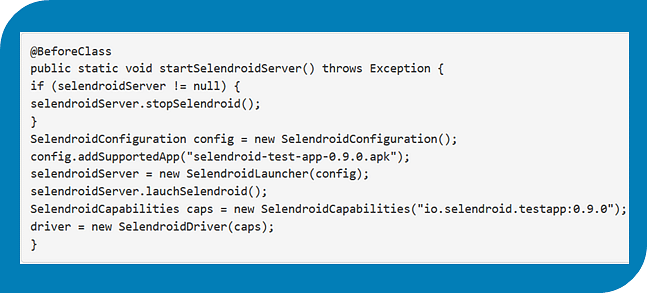 @BeforeClass
public static void startSelendroidServer() throws Exception {
if (selendroidServer != null) {
selendroidServer.stopSelendroid();
}
SelendroidConfiguration config = new SelendroidConfiguration();
config.addSupportedApp("selendroid-test-app-0.9.0.apk");
selendroidServer = new SelendroidLauncher(config);
selendroidServer.lauchSelendroid();
SelendroidCapabilities caps = new SelendroidCapabilities("io.selendroid.testapp:0.9.0");
driver = new SelendroidDriver(caps);
}